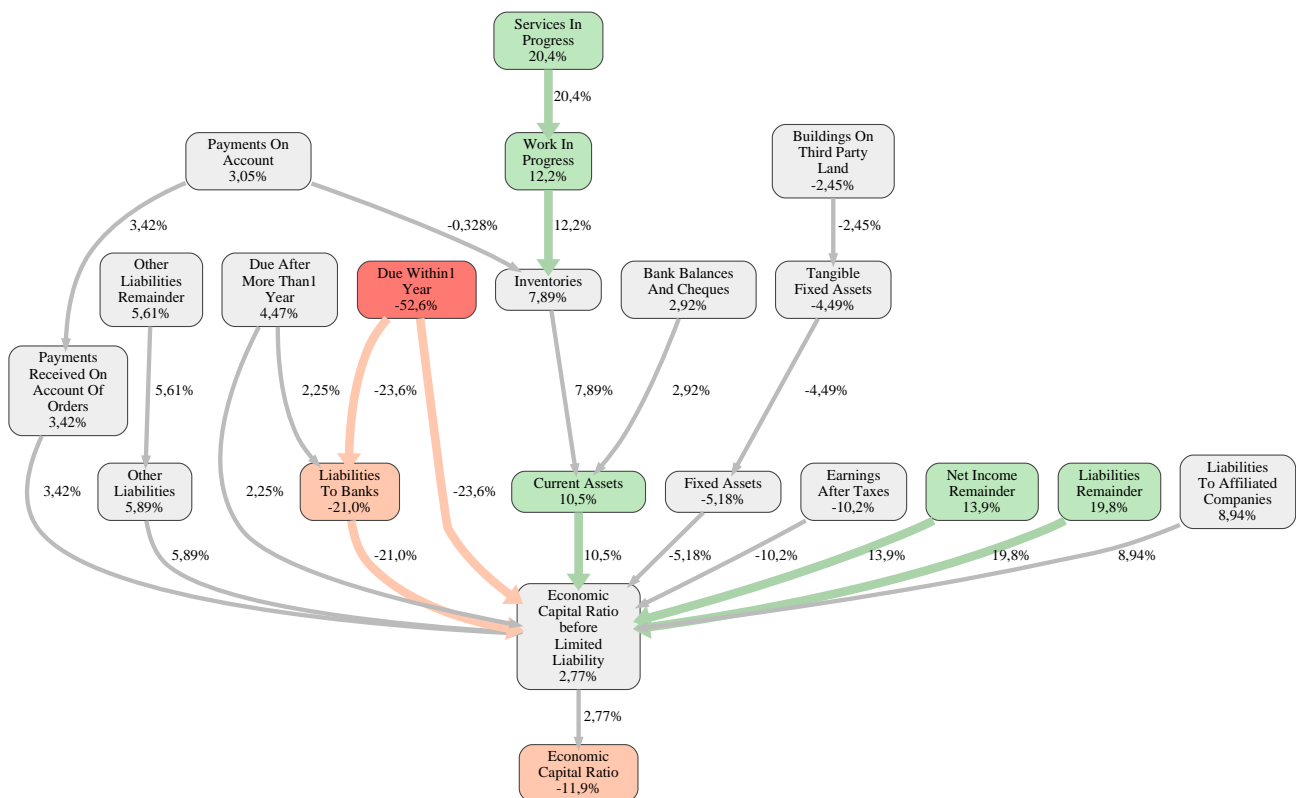 Services In
Progress
20,4%
20,4%
Payments On
Account
3,05%
Work In
Progress
12,2%
Buildings On
Third Party
Land
-2,45%
3,42%
-0,328%
12,2%
-2,45%
Other
Liabilities
Remainder
5,61%
Due After
More Than1
Year
4,47%
Due Within1
Year
-52,6%
Inventories
7,89%
Bank Balances
And Cheques
2,92%
Tangible
Fixed Assets
-4,49%
Payments
Received On
Account Of
Orders
3,42%
5,61%
2,25%
-23,6%
7,89%
2,92%
-4,49%
Other
Liabilities
5,89%
Liabilities
To Banks
-21,0%
Current Assets
10,5%
Fixed Assets
-5,18%
Earnings
After Taxes
-10,2%
Net Income
Remainder
13,9%
Liabilities
Remainder
19,8%
Liabilities
To Affiliated
Companies
8,94%
3,42%
2,25%
-23,6%
5,89%
-21,0%
10,5%
-5,18%
-10,2%
13,9%
19,8%
8,94%
Economic
Capital Ratio
before
Limited
Liability
2,77%
2,77%
Economic
Capital Ratio
-11,9%